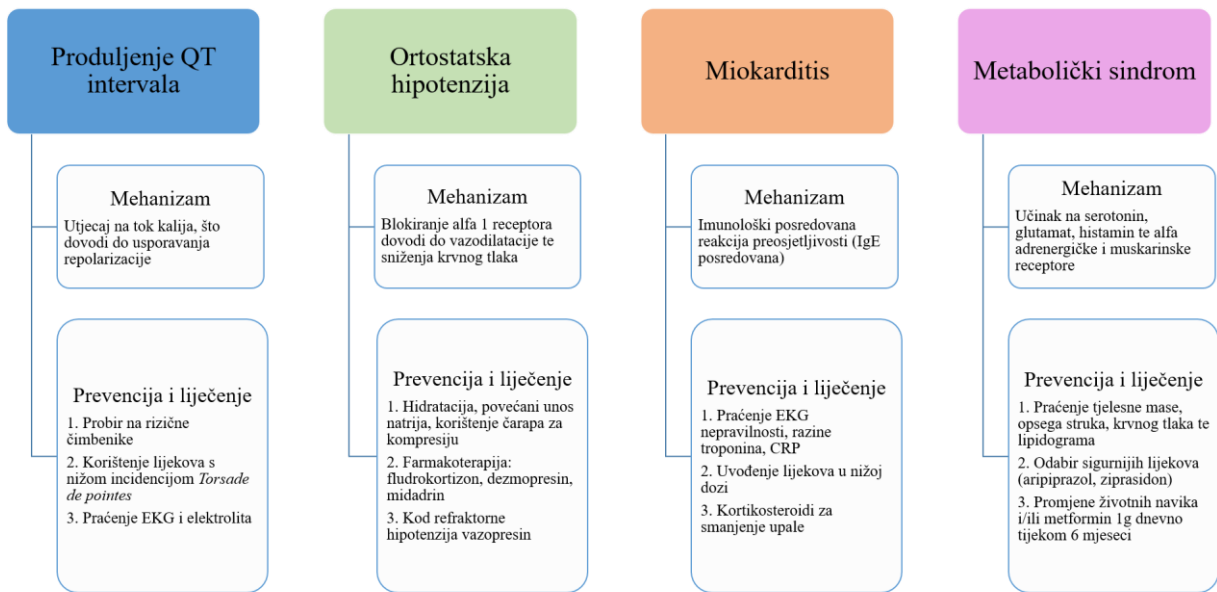 Produljenje QT
intervala
Mehanizam
Utjecaj na tok kalija, što
dovodi do usporavanja
repolarizacije
Prevencija i liječenje
1. Probir na rizične
čimbenike
2. Korištenje lijekova s
nižom incidencijom Torsade
de pointes
3. Praćenje EKG i elektrolita
Ortostatska
hipotenzija
Mehanizam
Blokiranje alfa 1 receptora
dovodi do vazodilatacije te
sniženja krvnog tlaka
Prevencija i liječenje
1. Hidratacija, povećani unos
natrija, korištenje čarapa za
kompresiju
2. Farmakoterapija:
fludrokortizon, dezmopresin,
midadrin
3. Kod refraktorne
hipotenzija vazopresin
Miokarditis
Mehanizam
Imunološki posredovana
reakcija preosjetljivosti (IgE
posredovana)
Prevencija i liječenje
1. Praćenje EKG
nepravilnosti, razine
troponina, CRP
2. Uvođenje lijekova u nižoj
dozi
3. Kortikosteroidi za
smanjenje upale
Metabolički sindrom
Mehanizam
Učinak na serotonin,
glutamat, histamin te alfa
adrenergičke i muskarinske
receptore
Prevencija i liječenje
1. Praćenje tjelesne mase,
opsega struka, krvnog tlaka te
lipidograma
2. Odabir sigurnijih lijekova
(aripiprazol, ziprasidon)
3. Promjene životnih navika
i/ili metformin 1g dnevno
tijekom 6 mjeseci